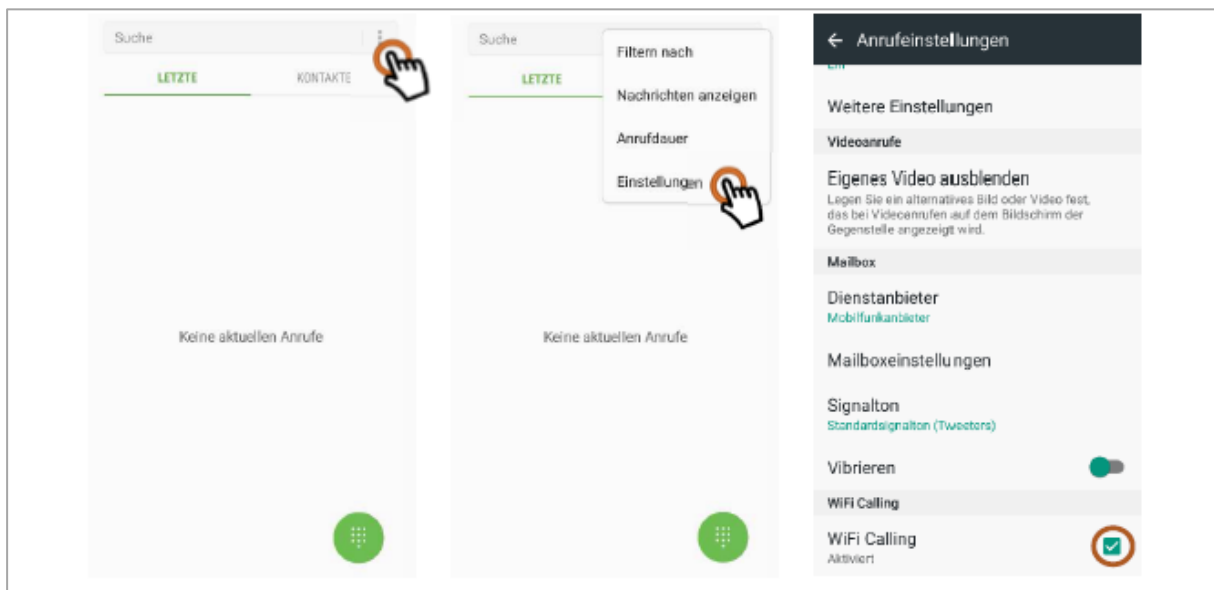 Suche
LETZTE
KONTAKTE
Keine aktuellen Anrufe
Suche
LETZTE
Filtern nach
Nachrichten anzeigen
Anrufdauer
Einstellungen
Keine aktuellen Anrufe
Anrufeinstellungen
Weitere Einstellungen
Videoanrufe
Eigenes Video ausblenden
Legen Sie ein alternatives Bild oder Video fest,
das bei Videoanrufen auf dem Bildschirm der
Gegenstelle angezeigt wird.
Mailbox
Dienstanbieter
Mobilfunkanbieter
Mailboxeinstellungen
Signalton
Standardsignalton (Tweeters)
Vibrieren
WiFi Calling
WiFi Calling
Aktiviert